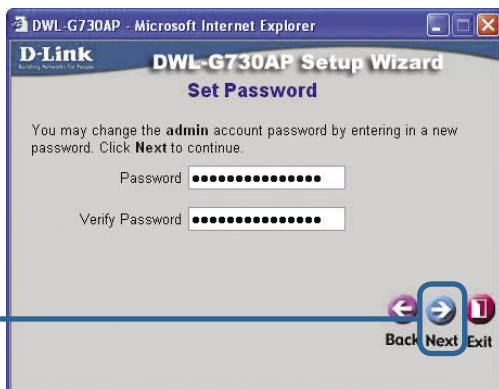 DWL-G730AP - Microsoft Internet Explorer
D-Link
Building Networks for People
DWL-G730AP Setup Wizard
Set Password
You may change the admin account password by entering in a new
password. Click Next to continue.
Password
Verify Password
Back Next Exit